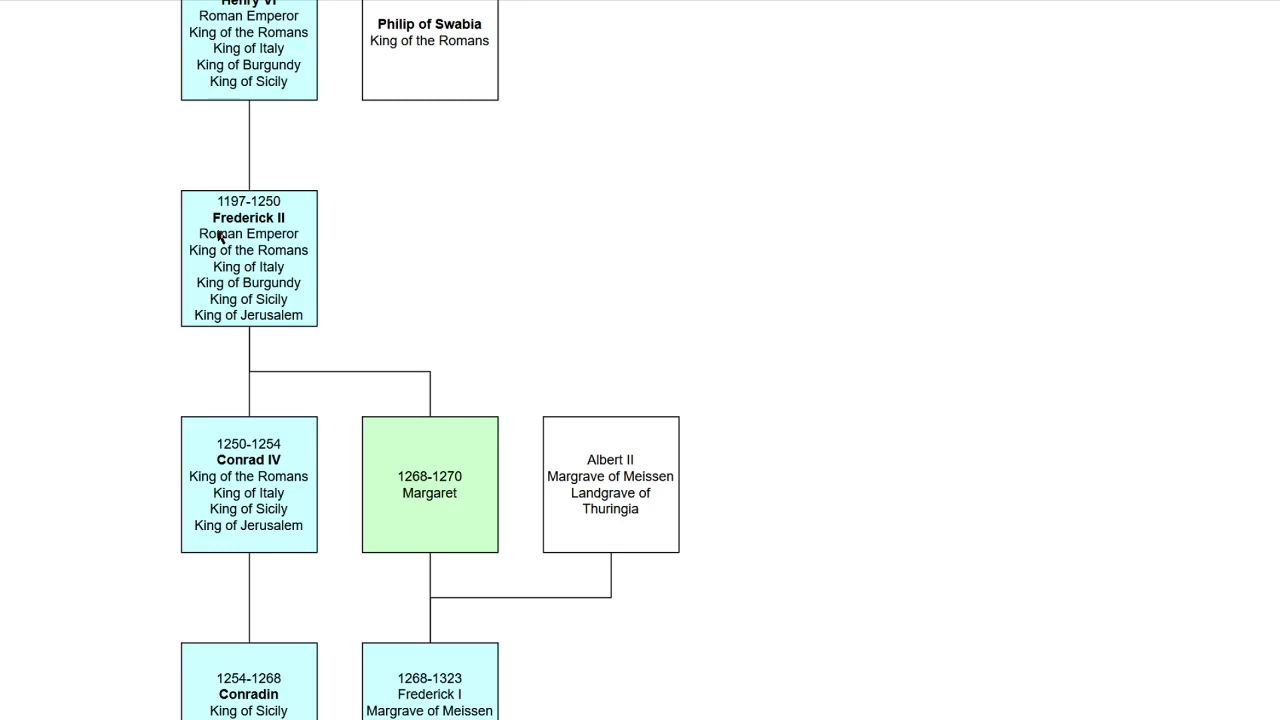 Henry VI
Roman Emperor
King of the Romans
King of Italy
King of Burgundy
King of Sicily
Philip of Swabia
King of the Romans
1197-1250
Frederick II
Roman Emperor
King of the Romans
King of Italy
King of Burgundy
King of Sicily
King of Jerusalem
1250-1254
Conrad IV
King of the Romans
King of Italy
King of Sicily
King of Jerusalem
1268-1270
Margaret
Albert II
Margrave of Meissen
Landgrave of
Thuringia
1254-1268
Conradin
King of Sicily
1268-1323
Frederick I
Margrave of Meissen